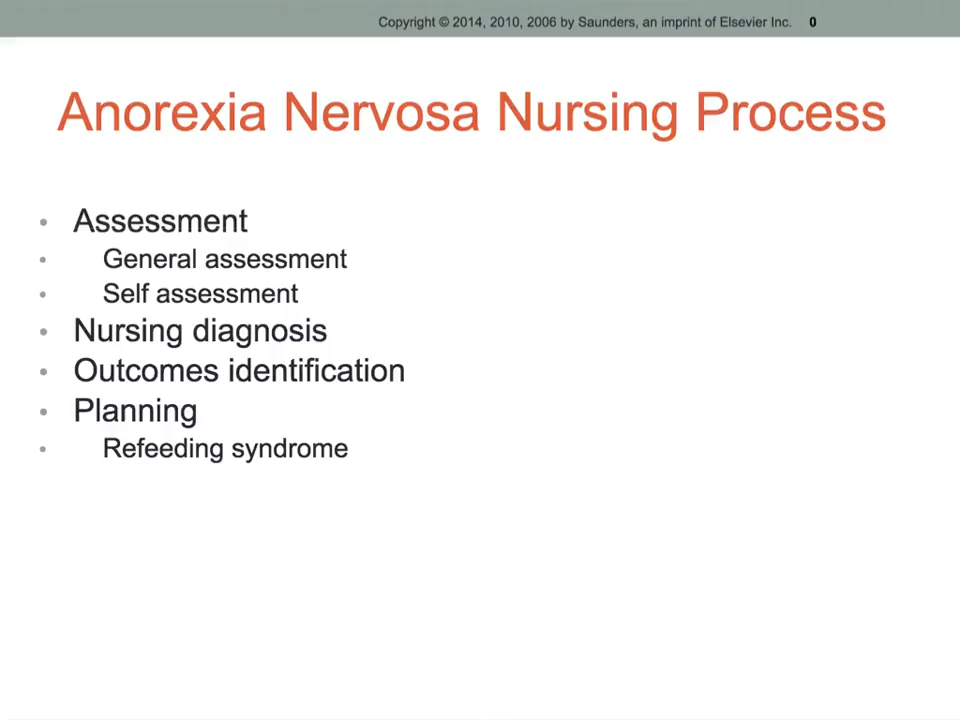 Copyright © 2014, 2010, 2006 by Saunders, an imprint of Elsevier Inc. 0
Anorexia Nervosa Nursing Process
• Assessment
• General assessment
• Self assessment
• Nursing diagnosis
• Outcomes identification
• Planning
• Refeeding syndrome